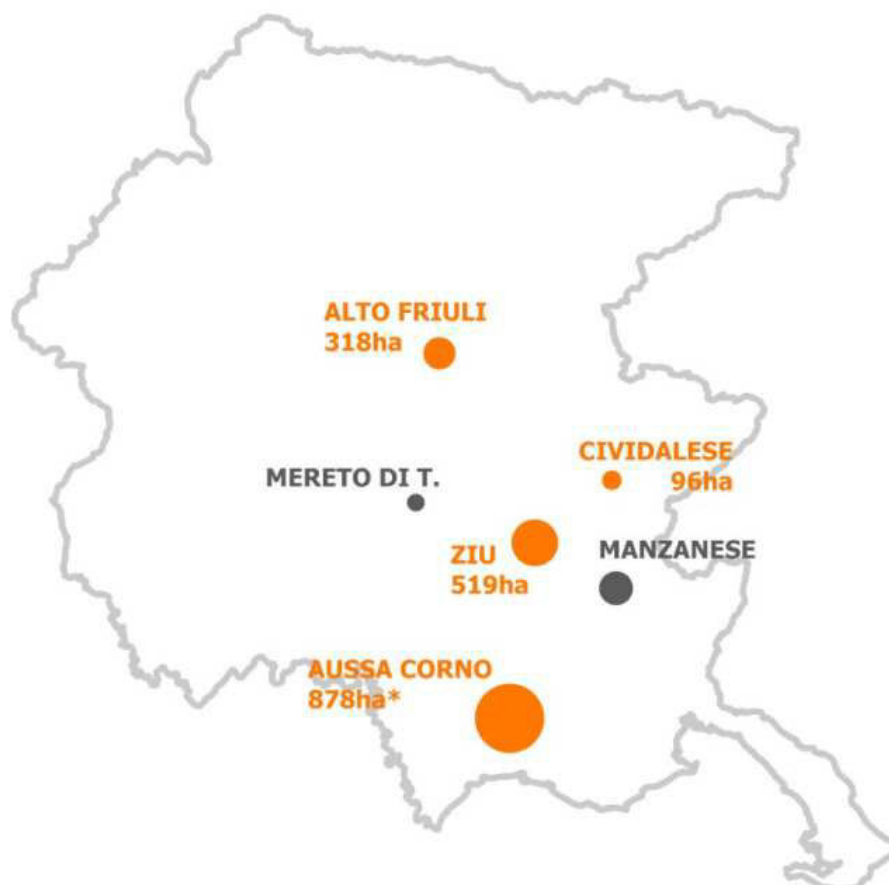 ALTO FRIULI
318ha
CIVIDALESE
96ha
MERETO DI T.
ZIU
519ha
MANZANESE
AUSSA CORNO
878ha*